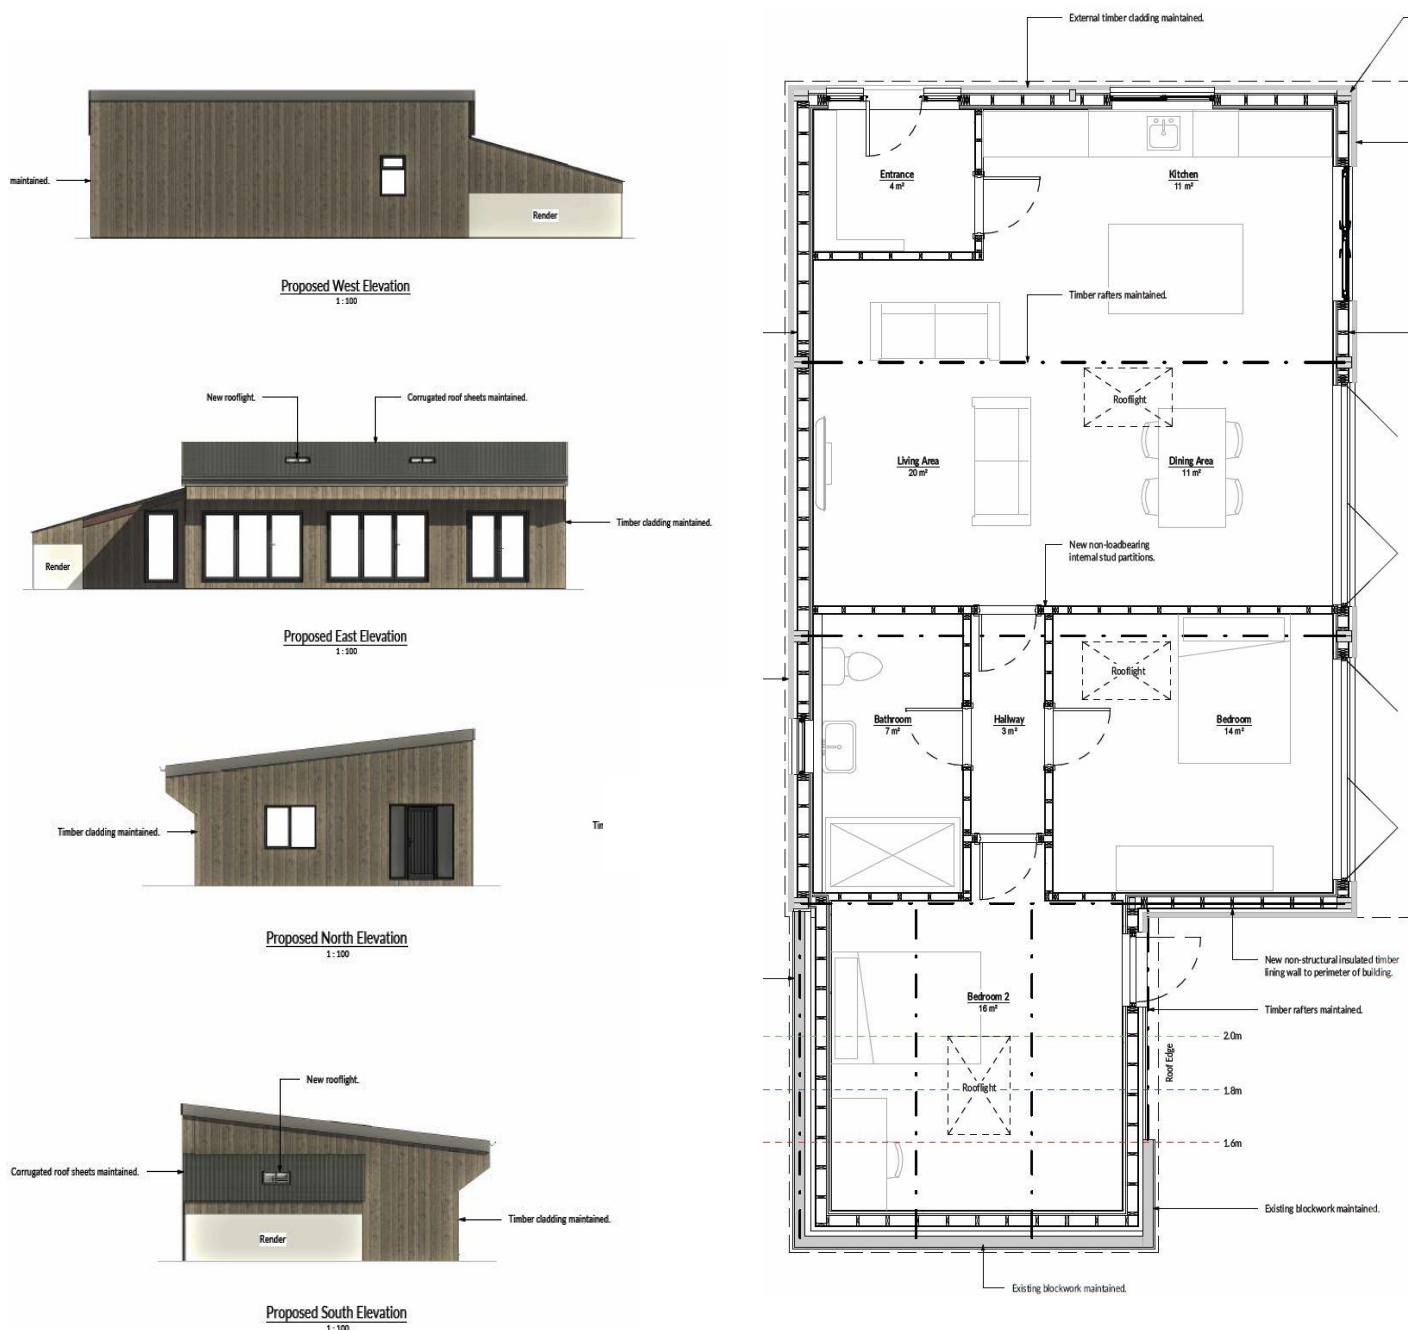 maintained.
Render
Proposed West Elevation
1 : 100
New rooflight.
Corrugated roof sheets maintained.
Timber cladding maintained.
Render
Proposed East Elevation
1 : 100
Timber cladding maintained.
Proposed North Elevation
1 : 100
New rooflight.
Corrugated roof sheets maintained.
Timber cladding maintained.
Render
Proposed South Elevation
1 : 100
External timber cladding maintained.
Entrance
4 m²
Kitchen
11 m²
Timber rafters maintained.
Rooflight
Living Area
20 m²
Dining Area
11 m²
New non-loadbearing
internal stud partitions.
Rooflight
Bathroom
7 m²
Hallway
3 m²
Bedroom
14 m²
New non-structural insulated timber
lining wall to perimeter of building.
Bedroom 2
16 m²
Timber rafters maintained.
2.0m
Roof Edge
Rooflight
1.8m
1.6m
Existing blockwork maintained.
Existing blockwork maintained.